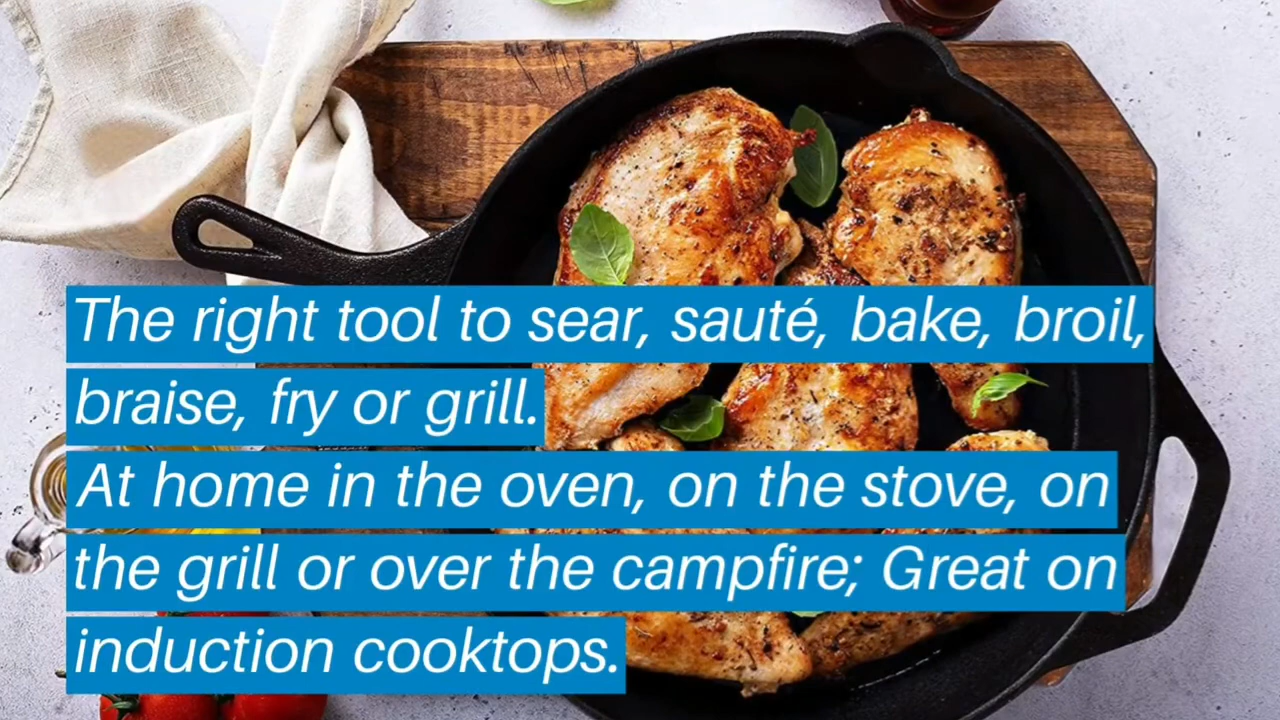 The right tool to sear, sauté, bake, broil,
braise, fry or grill.
At home in the oven, on the stove, on
the grill or over the campfire; Great on
induction cooktops.